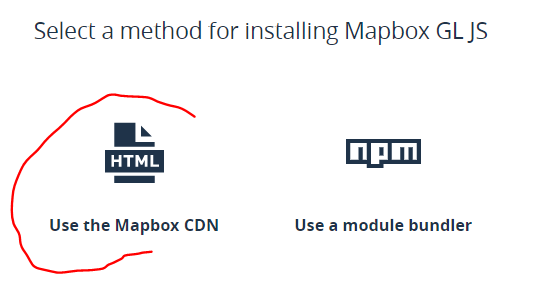 Select a method for installing Mapbox GL JS
HTML
npm
Use the Mapbox CDN
Use a module bundler